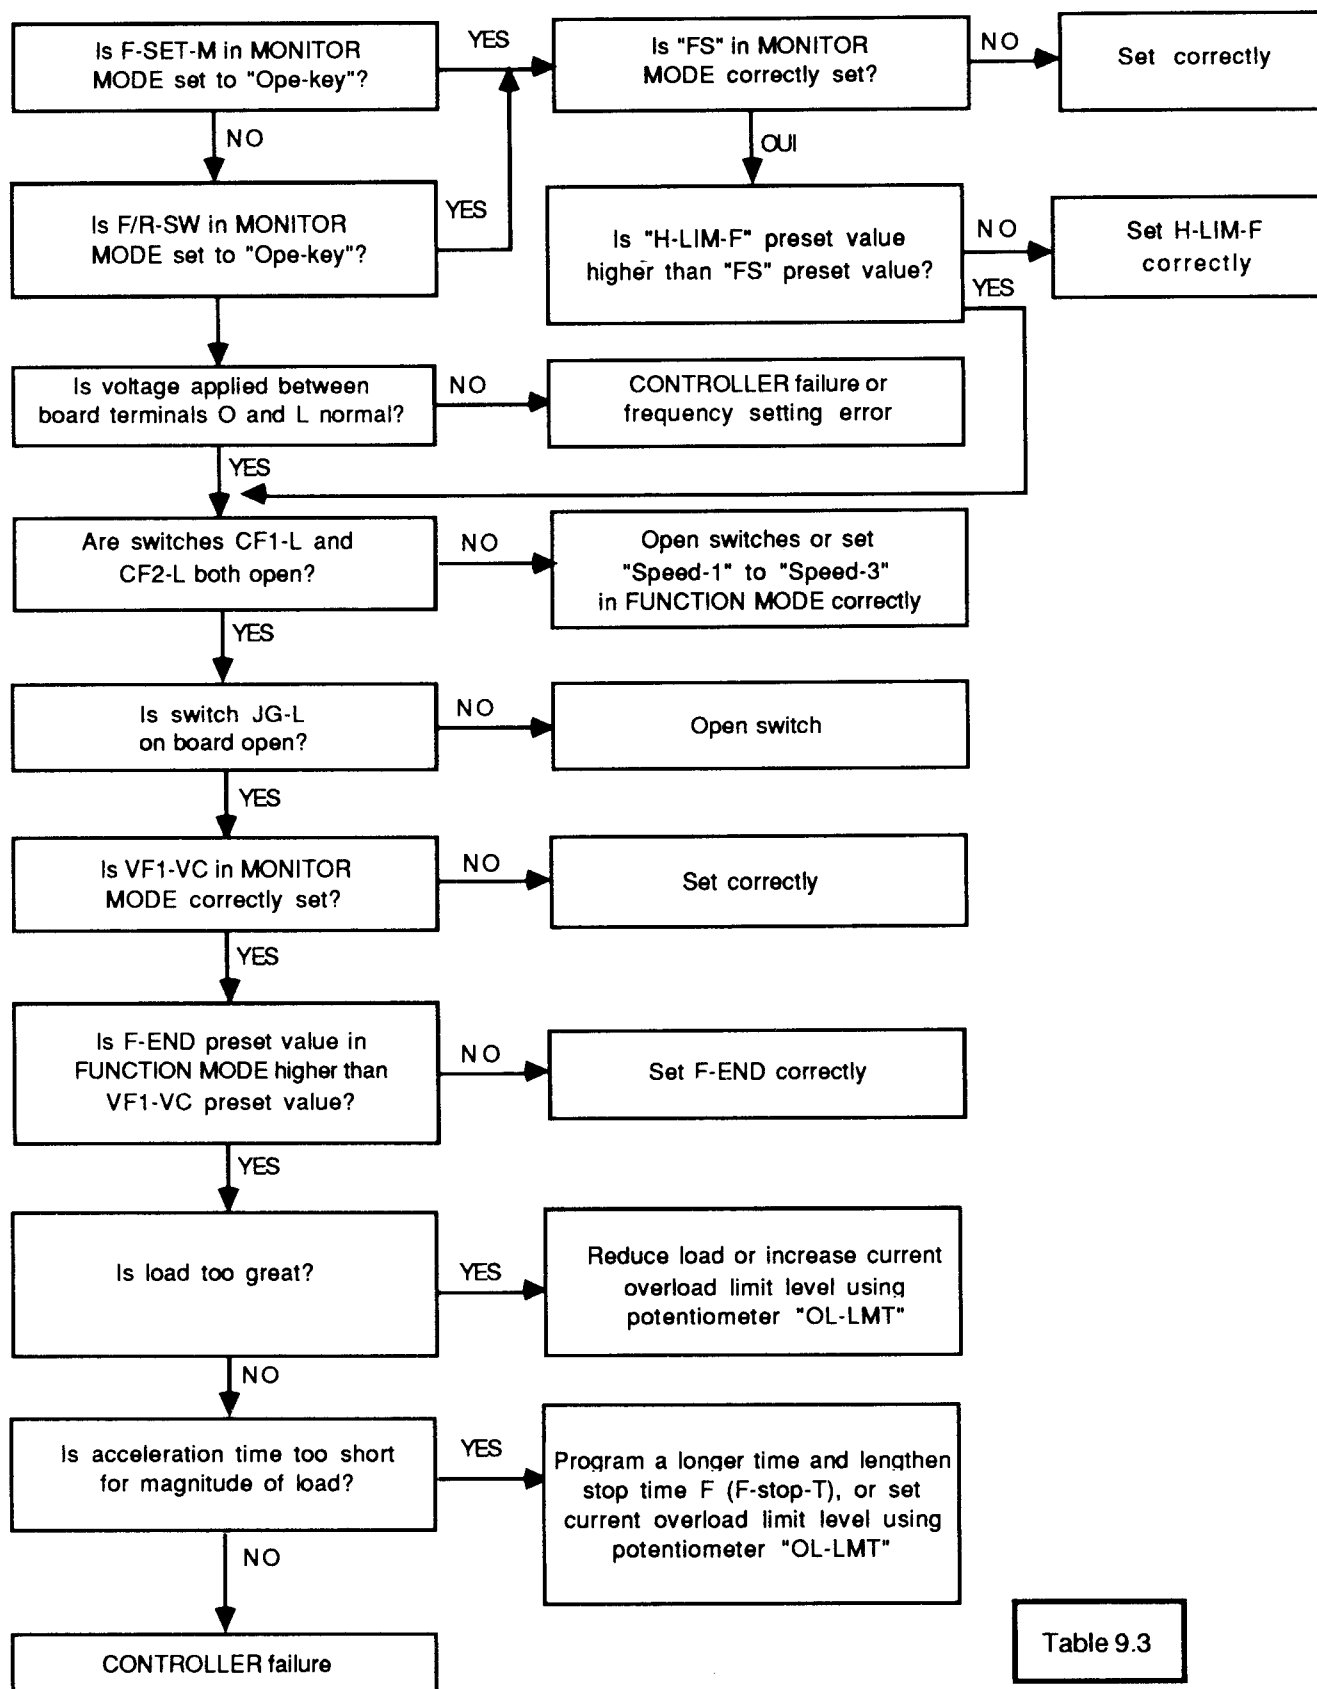 Is F-SET-M in MONITOR
MODE set to "Ope-key"?
YES
Is "FS" in MONITOR
MODE correctly set?
NO
Set correctly
NO
OUI
Is F/R-SW in MONITOR
MODE set to "Ope-key"?
YES
Is "H-LIM-F" preset value
higher than "FS" preset value?
NO
Set H-LIM-F
correctly
YES
Is voltage applied between
board terminals O and L normal?
NO
CONTROLLER failure or
frequency setting error
YES
Are switches CF1-L and
CF2-L both open?
NO
Open switches or set
"Speed-1" to "Speed-3"
in FUNCTION MODE correctly
YES
Is switch JG-L
on board open?
NO
Open switch
YES
Is VF1-VC in MONITOR
MODE correctly set?
NO
Set correctly
YES
Is F-END preset value in
FUNCTION MODE higher than
VF1-VC preset value?
NO
Set F-END correctly
YES
Is load too great?
YES
Reduce load or increase current
overload limit level using
potentiometer "OL-LMT"
NO
Is acceleration time too short
for magnitude of load?
YES
Program a longer time and lengthen
stop time F (F-stop-T), or set
current overload limit level using
potentiometer "OL-LMT"
NO
CONTROLLER failure
Table 9.3